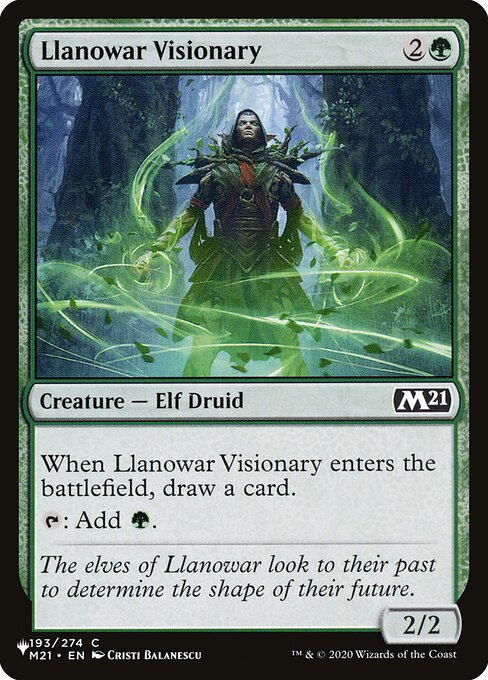 Llanowar Visionary 2
Creature — Elf Druid
M21
When Llanowar Visionary enters the
battlefield, draw a card.
: Add .
The elves of Llanowar look to their past
to determine the shape of their future.
2/2
193/274 C
M21 • EN Cristi Balanescu
™ & © 2020 Wizards of the Coast